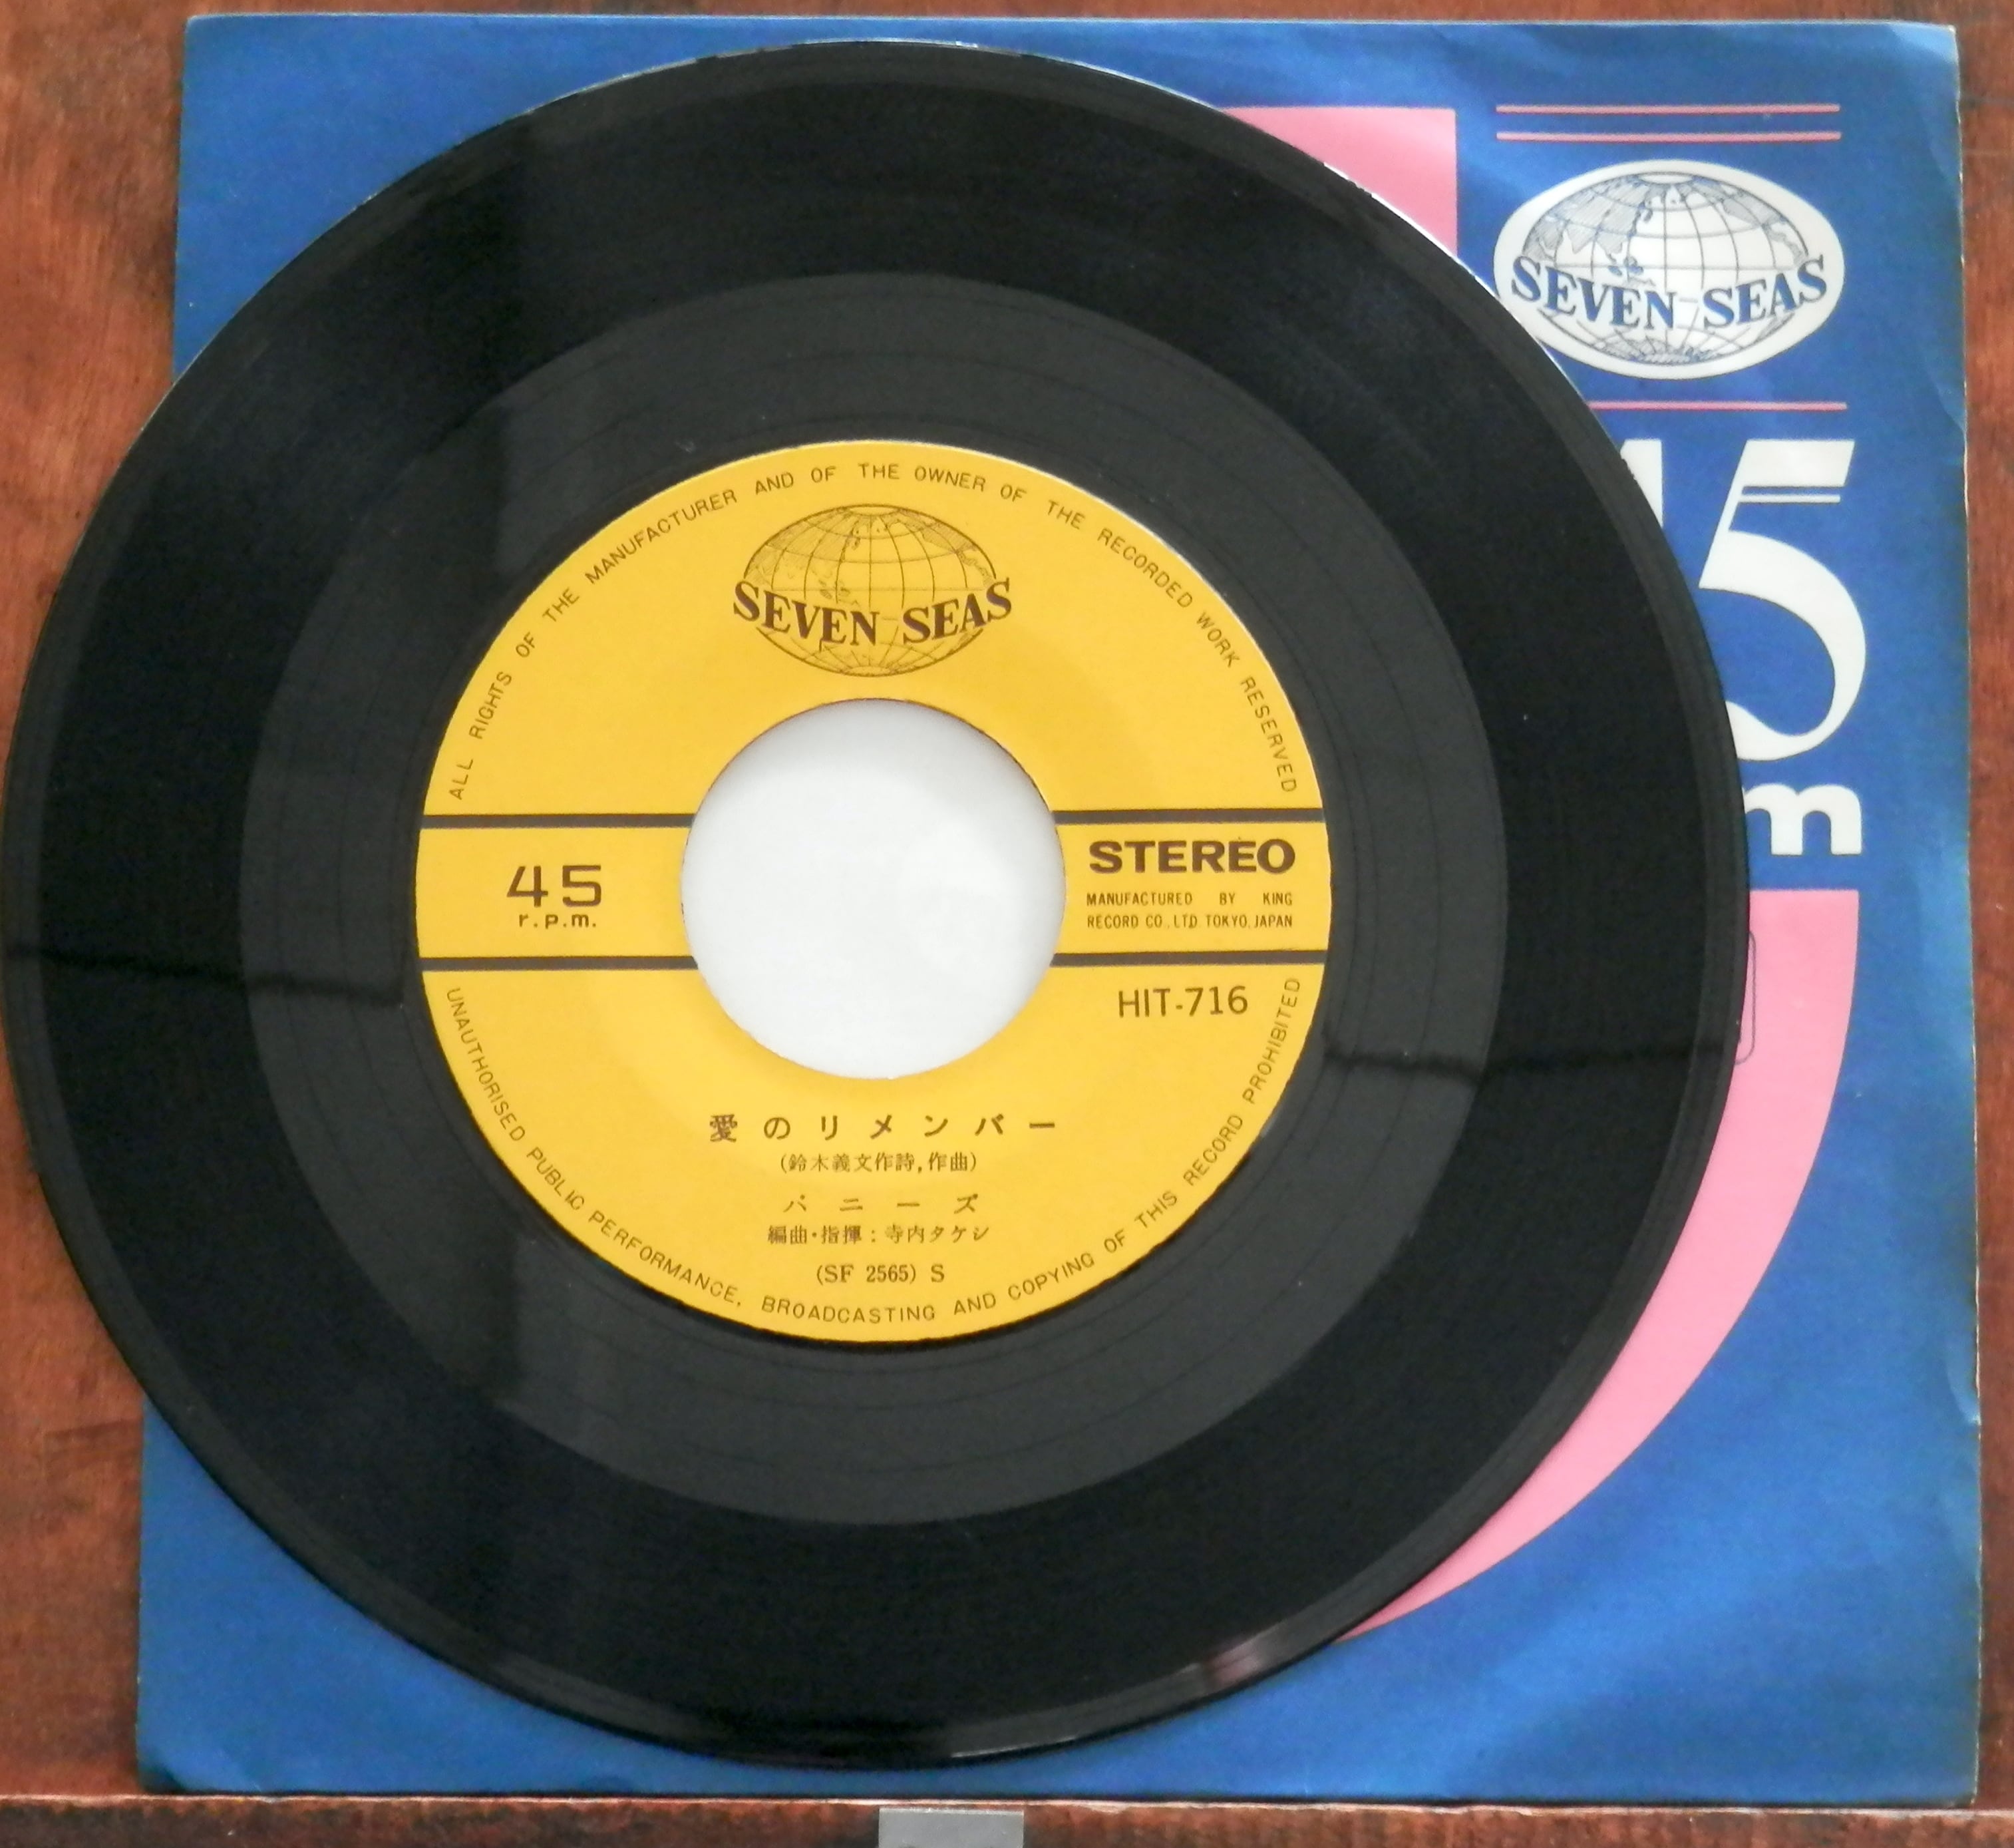 SEVEN SEAS
5
m
ALL RIGHTS OF THE MANUFACTURER AND OF THE OWNER OF THE RECORDED WORK RESERVED
SEVEN SEAS
45
r.p.m.
STEREO
MANUFACTURED BY KING
RECORD CO., LTD TOKYO, JAPAN
HIT-716
愛のリメンバー
(鈴木義文作詩,作曲)
バニーズ
編曲・指揮:寺内タケシ
(SF 2565) S
UNAUTHORISED PUBLIC PERFORMANCE, BROADCASTING AND COPYING OF THIS RECORD PROHIBITED